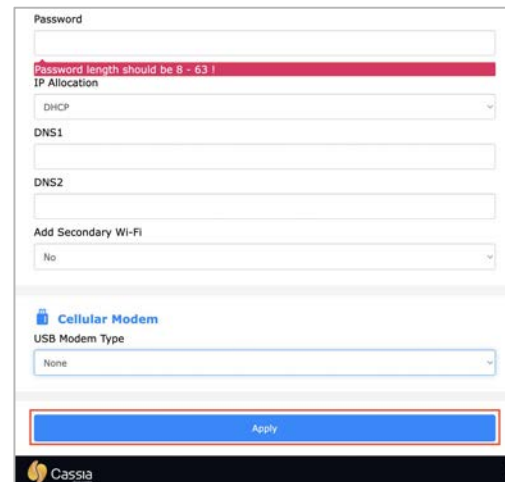 Password
Password length should be 8 - 63 !
IP Allocation
DHCP
DNS1
DNS2
Add Secondary Wi-Fi
No
Cellular Modem
USB Modem Type
None
Apply
Cassia